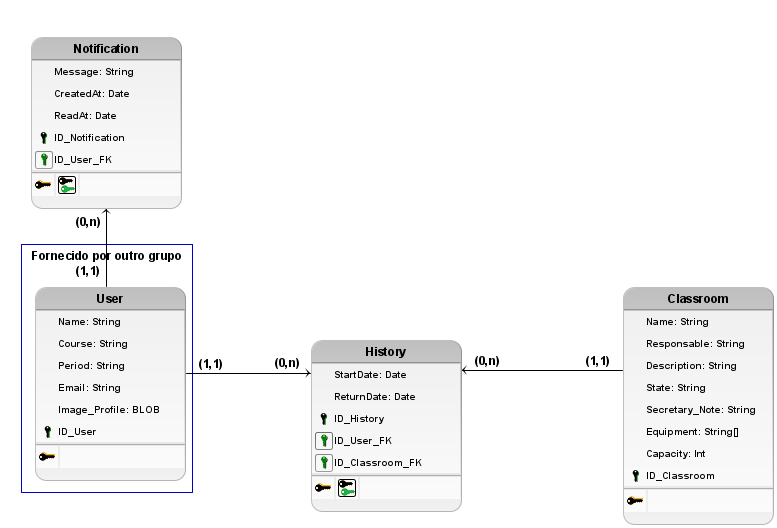 Notification
Message: String
CreatedAt: Date
ReadAt: Date
ID_Notification
ID_User_FK
(0,n)
Fornecido por outro grupo
(1,1)
User
Name: String
Course: String
Period: String
Email: String
Image_Profile: BLOB
ID_User
(1,1)
(0,n)
History
StartDate: Date
ReturnDate: Date
ID_History
ID_User_FK
ID_Classroom_FK
(0,n)
(1,1)
Classroom
Name: String
Responsable: String
Description: String
State: String
Secretary_Note: String
Equipment: String[]
Capacity: Int
ID_Classroom